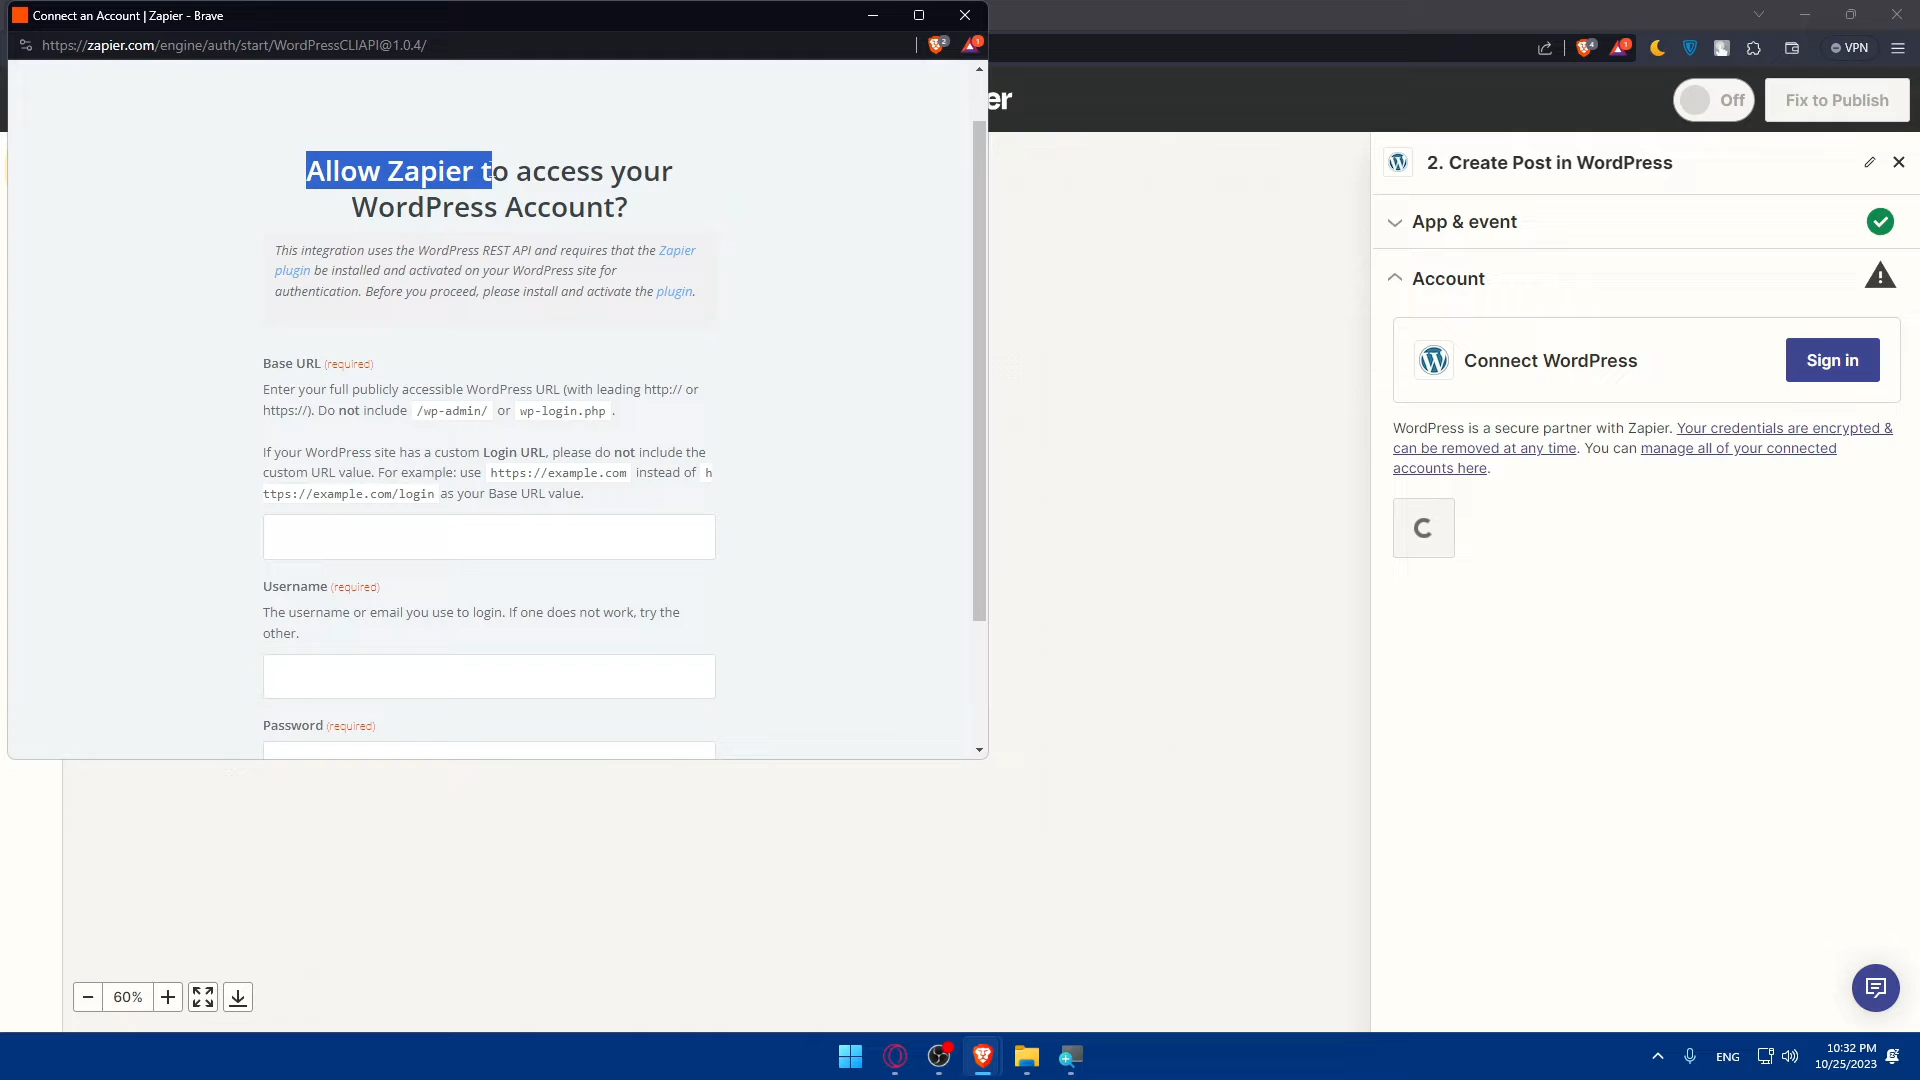 Connect an Account | Zapier - Brave
https://zapier.com/engine/auth/start/WordPressCLIAPI@1.0.4/
2
1
4
1
VPN
er
Off
Fix to Publish
Allow Zapier to access your
WordPress Account?
This integration uses the WordPress REST API and requires that the Zapier
plugin be installed and activated on your WordPress site for
authentication. Before you proceed, please install and activate the plugin.
Base URL (required)
Enter your full publicly accessible WordPress URL (with leading http:// or
https://). Do not include /wp-admin/ or wp-login.php .
If your WordPress site has a custom Login URL, please do not include the
custom URL value. For example: use https://example.com instead of h
ttps://example.com/login as your Base URL value.
Username (required)
The username or email you use to login. If one does not work, try the
other.
Password (required)
2. Create Post in WordPress
App & event
Account
Connect WordPress
Sign in
WordPress is a secure partner with Zapier. Your credentials are encrypted &
can be removed at any time. You can manage all of your connected
accounts here.
60%
ENG
10:32 PM
10/25/2023